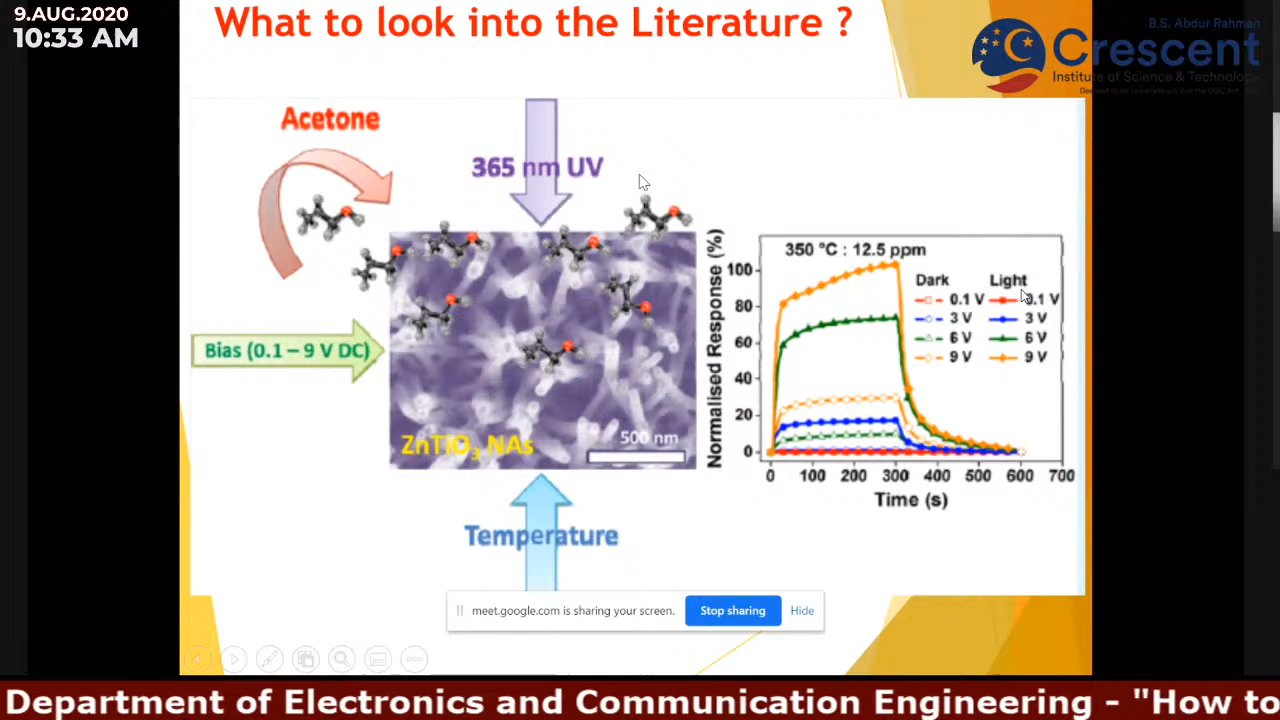 9.AUG.2020
10:33 AM
What to look into the Literature ?
B.S. Abdur Rahman
Crescent
Institute of Science & Technology
Acetone
365 nm UV
Bias (0.1 – 9 V DC)
ZnTiO3 NAs
500 nm
Temperature
350 °C : 12.5 ppm
Dark Light
0.1 V 0.1 V
3 V 3 V
6 V 6 V
9 V 9 V
Normalised Response (%)
100
80
60
40
20
0
0 100 200 300 400 500 600 700
Time (s)
meet.google.com is sharing your screen. Stop sharing Hide
Department of Electronics and Communication Engineering - "How to